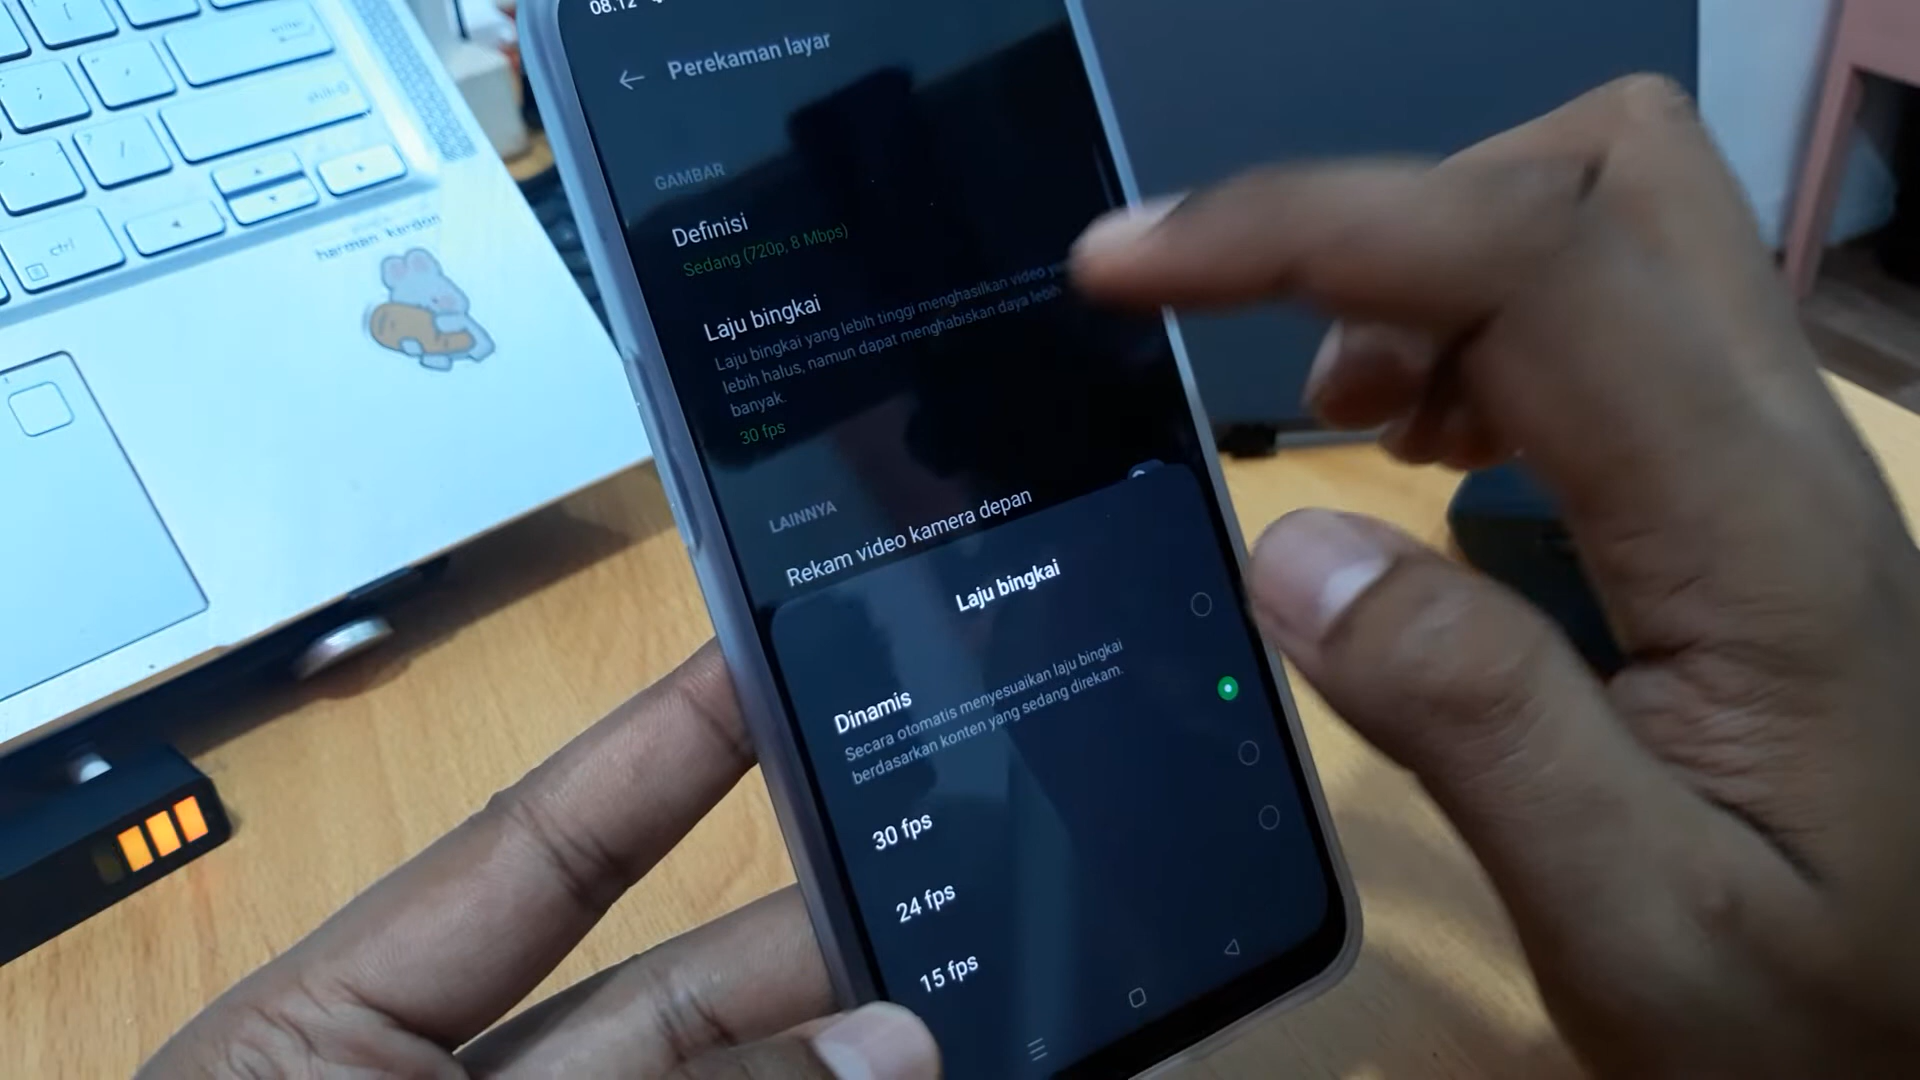 08.12
Perekaman layar
GAMBAR
Definisi
Sedang (720p, 8 Mbps)
Laju bingkai
Laju bingkai yang lebih tinggi menghasilkan video
lebih halus, namun dapat menghabiskan daya lebih
banyak.
30 fps
LAINNYA
Rekam video kamera depan
Laju bingkai
Dinamis
Secara otomatis menyesuaikan laju bingkai
berdasarkan konten yang sedang direkam.
30 fps
24 fps
15 fps
enter
shift
ctrl
harman kardon